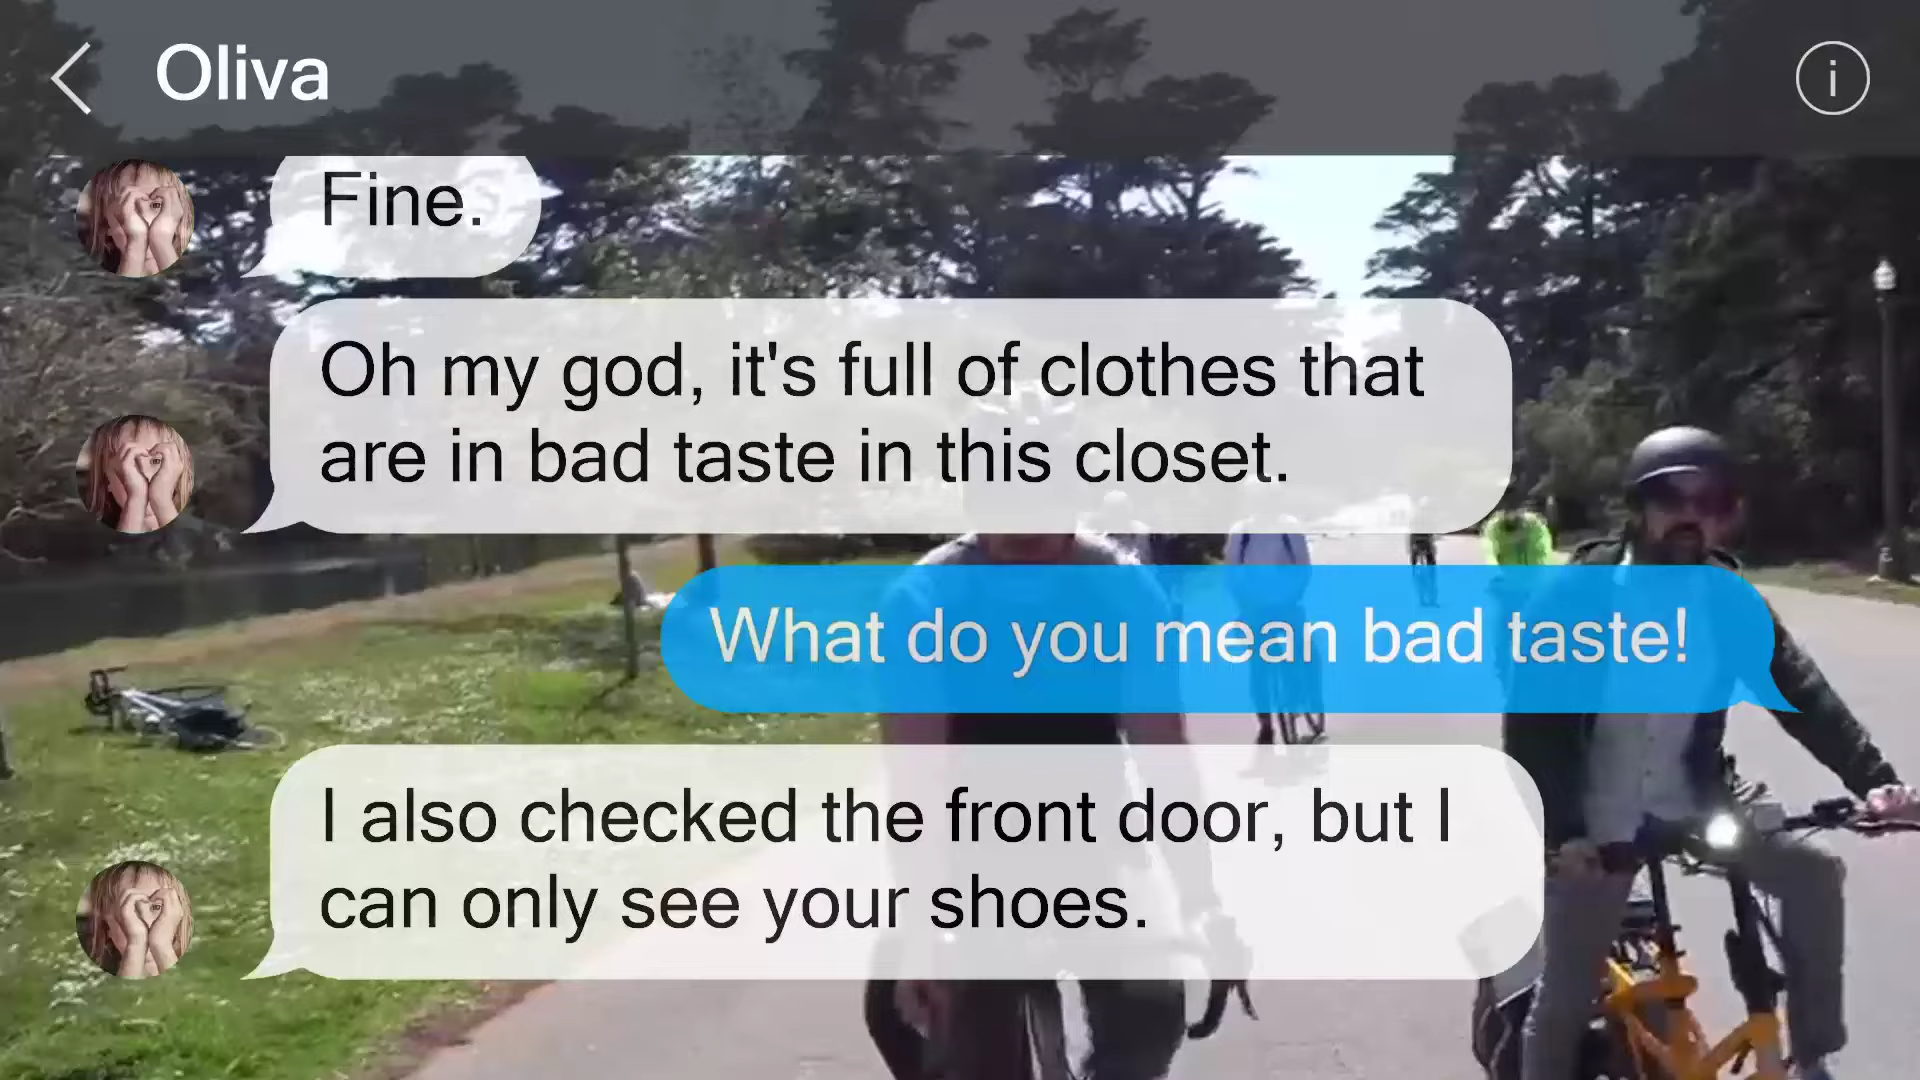 Oliva
Fine.
Oh my god, it's full of clothes that
are in bad taste in this closet.
What do you mean bad taste!
I also checked the front door, but I
can only see your shoes.